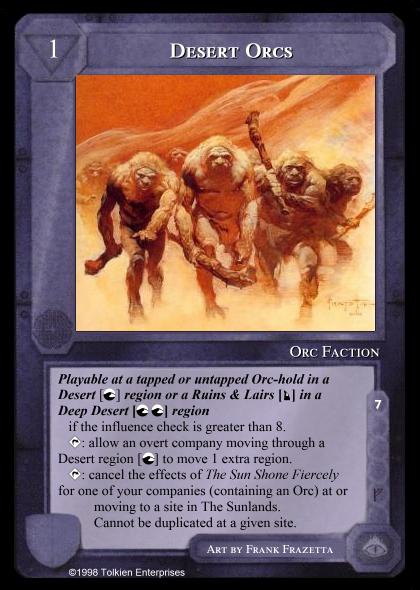 1
DESERT ORCS
ORC FACTION
Playable at a tapped or untapped Orc-hold in a
Desert [] region or a Ruins & Lairs [] in a
Deep Desert [] region
if the influence check is greater than 8.
: allow an overt company moving through a
Desert region [] to move 1 extra region.
: cancel the effects of The Sun Shone Fiercely
for one of your companies (containing an Orc) at or
moving to a site in The Sunlands.
Cannot be duplicated at a given site.
7
ART BY FRANK FRAZETTA
©1998 Tolkien Enterprises